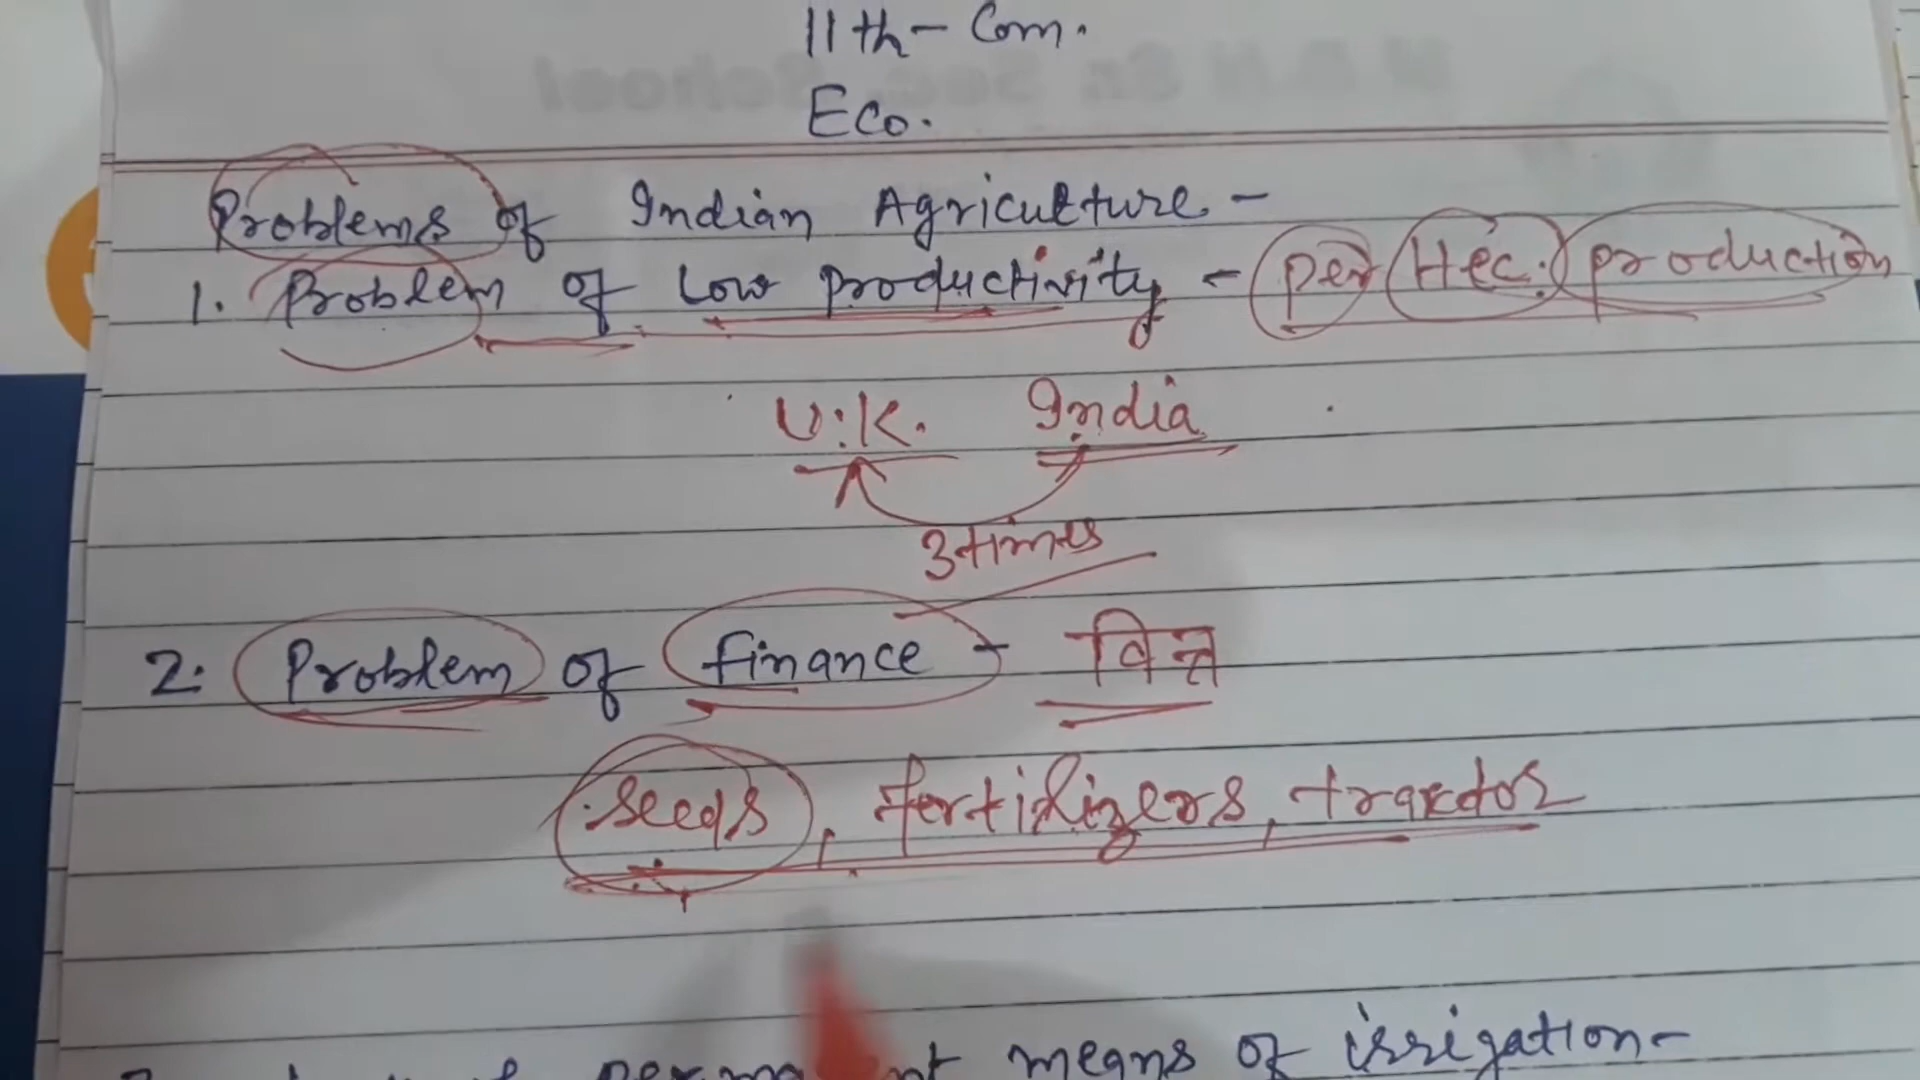 11th - Com.
Eco.
Problems of Indian Agriculture. -
1. Problem of Low productivity - per Hec. production
U.K. India
3 times
2. Problem of finance - वित्त
seeds, fertilizers, traktor
means of irrigation -